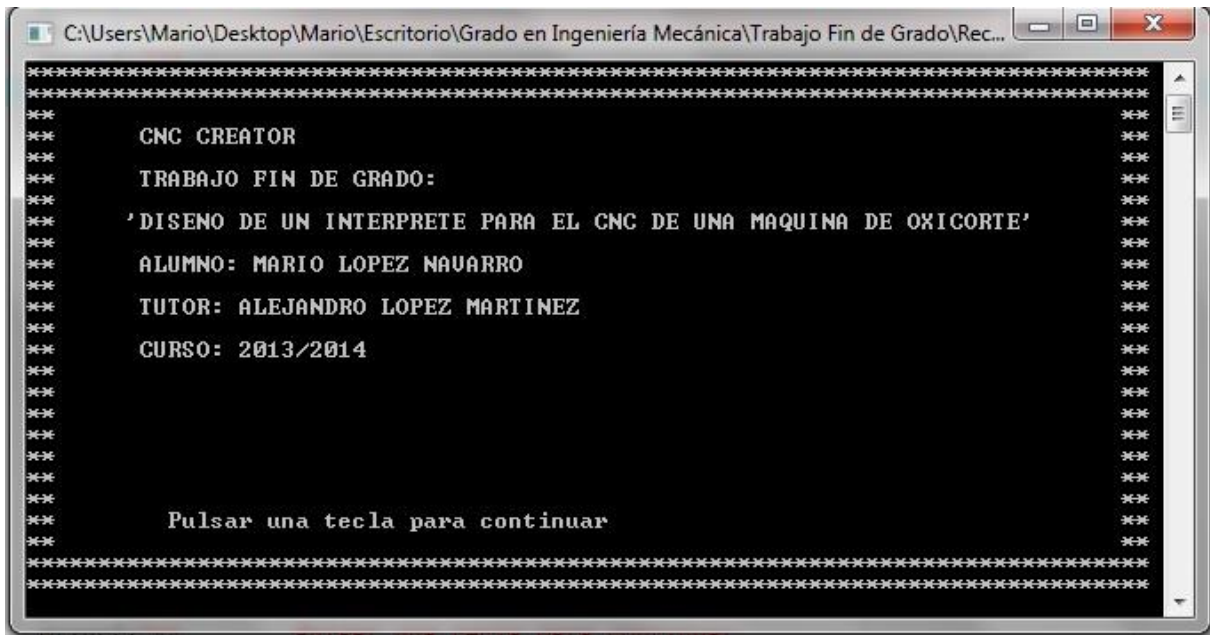 C:\Users\Mario\Desktop\Mario\Escritorio\Grado en Ingeniería Mecánica\Trabajo Fin de Grado\Rec...
********************************************************************************
********************************************************************************
** **
** CNC CREATOR **
** **
** TRABAJO FIN DE GRADO: **
** **
** 'DISENO DE UN INTERPRETE PARA EL CNC DE UNA MAQUINA DE OXICORTE' **
** **
** ALUMNO: MARIO LOPEZ NAVARRO **
** **
** TUTOR: ALEJANDRO LOPEZ MARTINEZ **
** **
** CURSO: 2013/2014 **
** **
** **
** **
** **
** **
** **
** **
** Pulsar una tecla para continuar **
** **
********************************************************************************
********************************************************************************